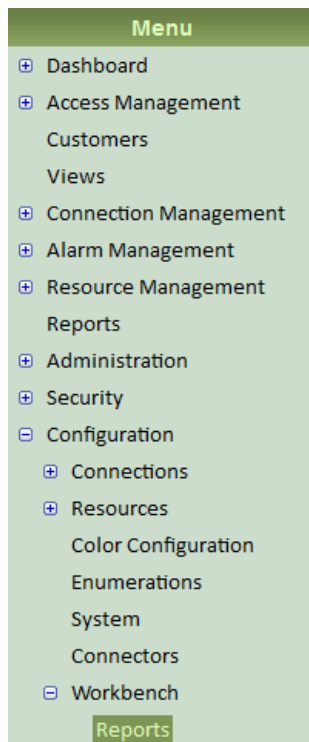 Menu
Dashboard
Access Management
Customers
Views
Connection Management
Alarm Management
Resource Management
Reports
Administration
Security
Configuration
Connections
Resources
Color Configuration
Enumerations
System
Connectors
Workbench
Reports